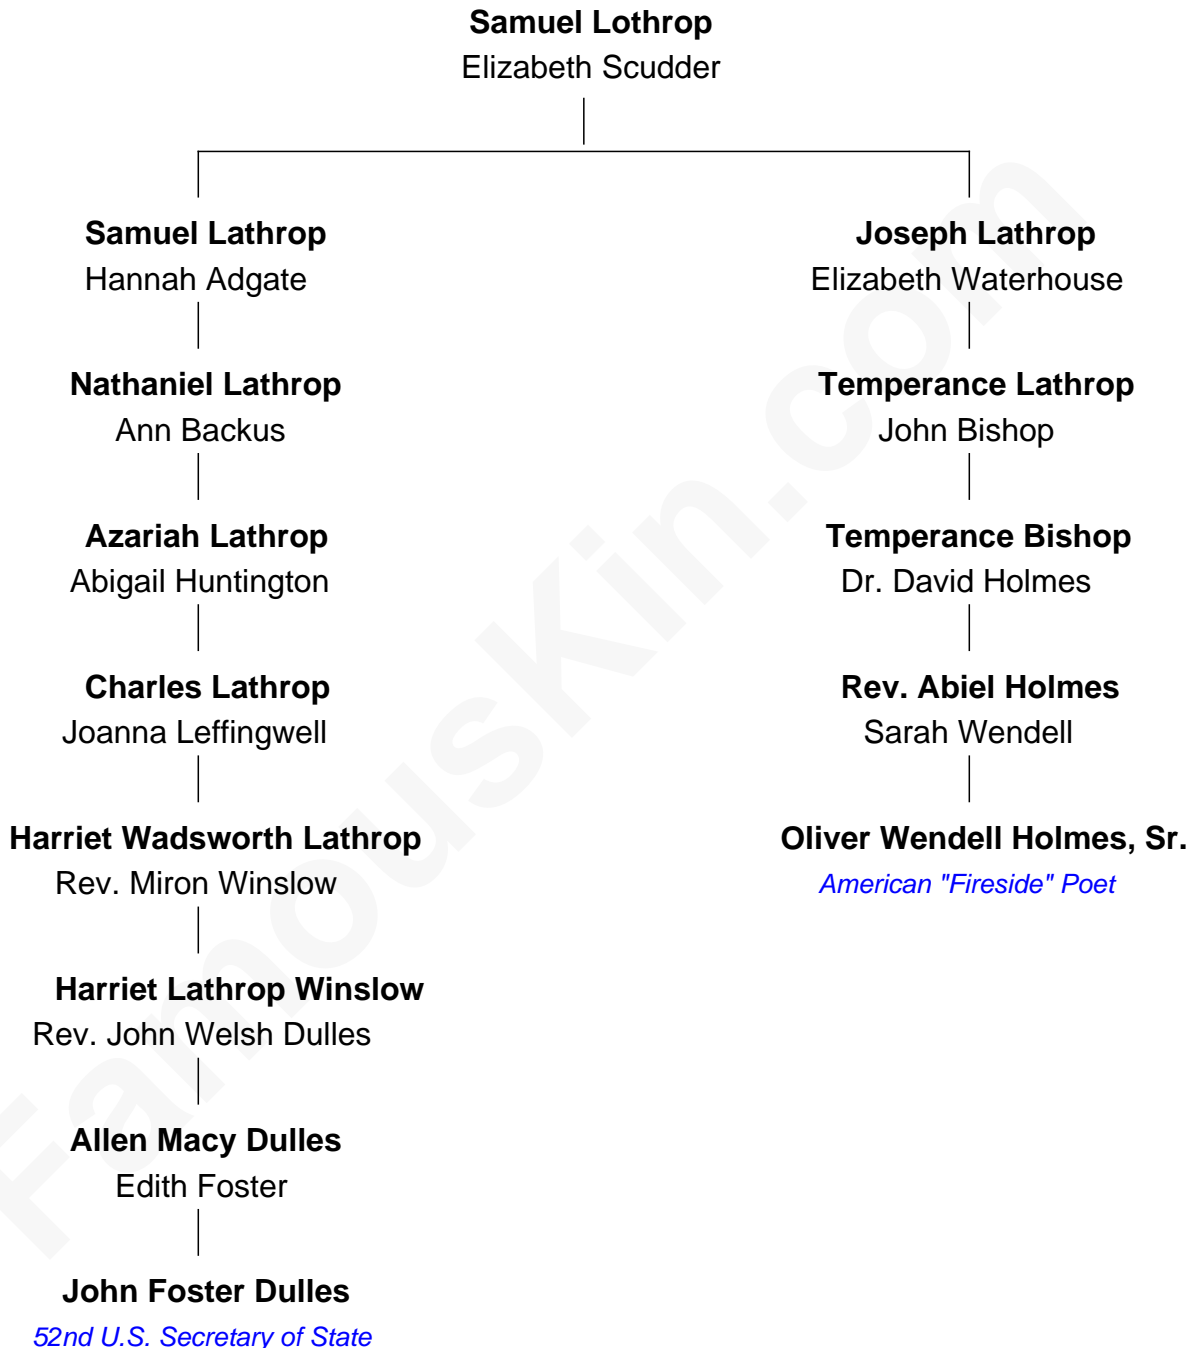 Samuel Lothrop
Elizabeth Scudder
Samuel Lathrop
Hannah Adgate
Joseph Lathrop
Elizabeth Waterhouse
Nathaniel Lathrop
Ann Backus
Temperance Lathrop
John Bishop
Azariah Lathrop
Abigail Huntington
Temperance Bishop
Dr. David Holmes
Charles Lathrop
Joanna Leffingwell
Rev. Abiel Holmes
Sarah Wendell
Harriet Wadsworth Lathrop
Rev. Miron Winslow
Oliver Wendell Holmes, Sr.
American "Fireside" Poet
Harriet Lathrop Winslow
Rev. John Welsh Dulles
Allen Macy Dulles
Edith Foster
John Foster Dulles
52nd U.S. Secretary of State
FamousKin.com